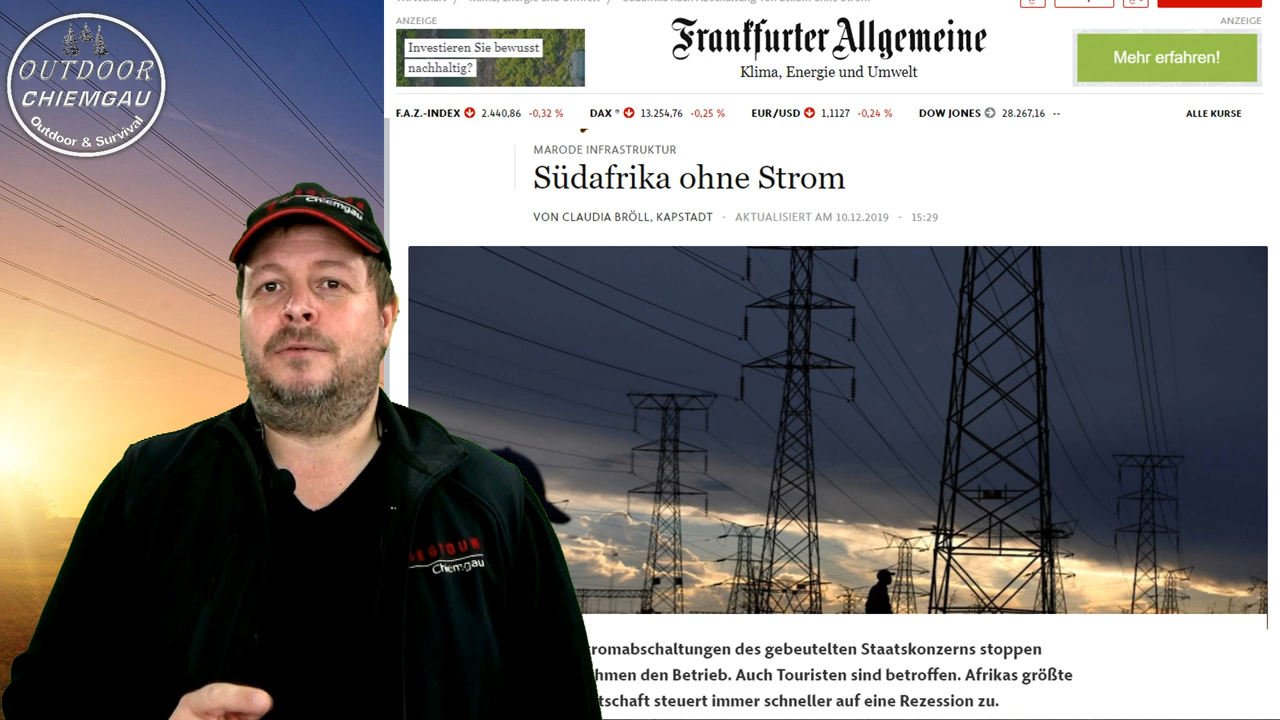 OUTDOOR
CHIEMGAU
Outdoor & Survival
ANZEIGE
ANZEIGE
Investieren Sie bewusst
nachhaltig?
Frankfurter Allgemeine
Klima, Energie und Umwelt
Mehr erfahren!
F.A.Z.-INDEX 2.440,86 -0,32 % DAX ® 13.254,76 -0,25 % EUR/USD 1,1127 -0,24 % DOW JONES 28.267,16 -- ALLE KURSE
MARODE INFRASTRUKTUR
Südafrika ohne Strom
VON CLAUDIA BRÖLL, KAPSTADT - AKTUALISIERT AM 10.12.2019 - 15:29
Chiemgau
Chiemgau
romabschaltungen des gebeutelten Staatskonzerns stoppen
hmen den Betrieb. Auch Touristen sind betroffen. Afrikas größte
tschaft steuert immer schneller auf eine Rezession zu.